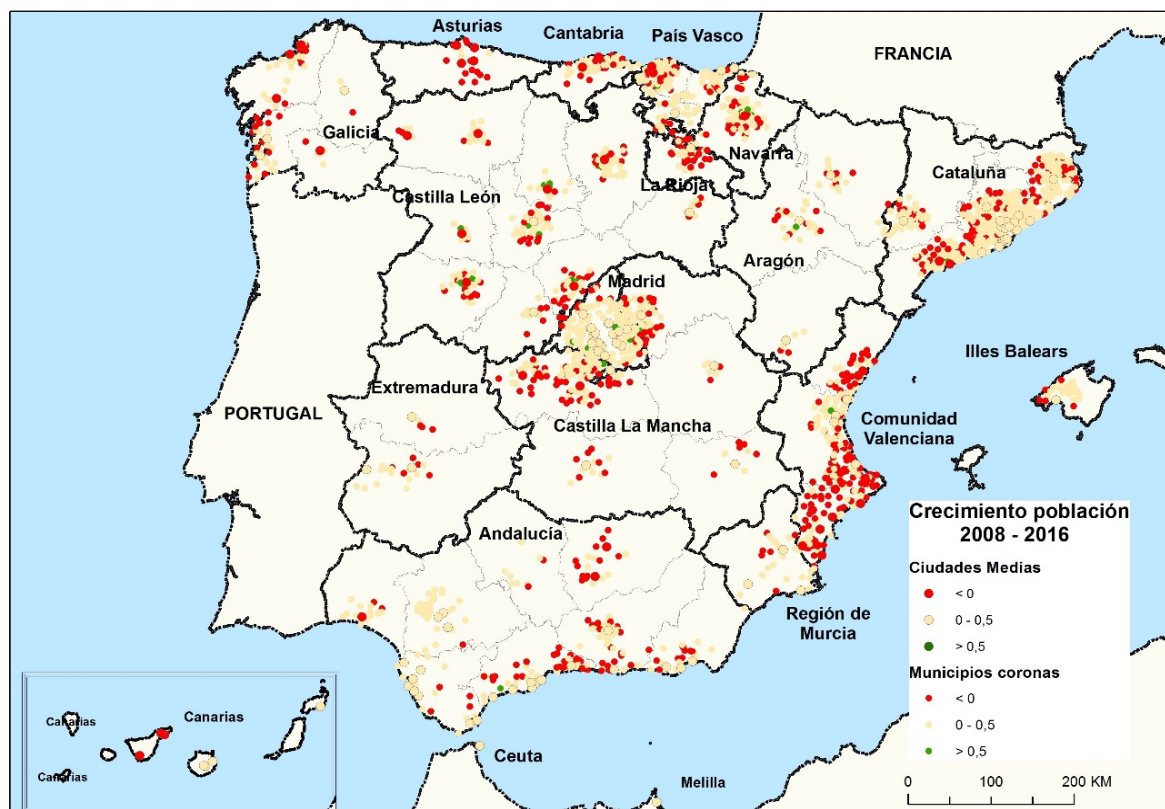 Asturias
Cantabria
País Vasco
FRANCIA
Galicia
Navarra
La Rioja
Cataluña
Castilla León
Aragón
Madrid
Illes Balears
Extremadura
PORTUGAL
Castilla La Mancha
Comunidad
Valenciana
Andalucía
Región de
Murcia
Canarias
Canarias
Canarias
Ceuta
Melilla
Crecimiento población
2008 - 2016
Ciudades Medias
< 0
0 - 0,5
> 0,5
Municipios coronas
< 0
0 - 0,5
> 0,5
0 100 200 KM